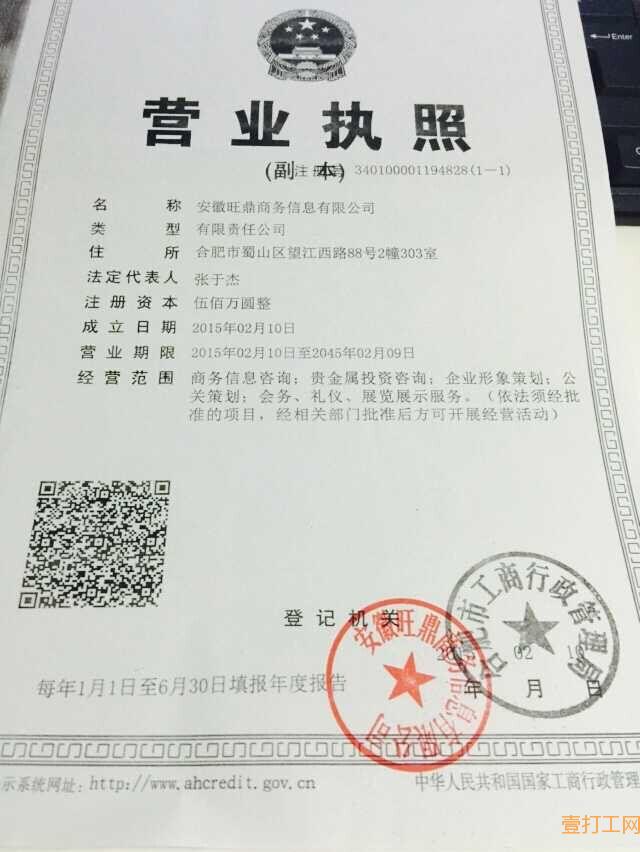 Enter
营业执照
(副 本)
注册号 340100001194828(1-1)
名 称 安徽旺鼎商务信息有限公司
类 型 有限责任公司
住 所 合肥市蜀山区望江西路88号2幢303室
法定代表人 张于杰
注册资本 伍佰万圆整
成立日期 2015年02月10日
营业期限 2015年02月10日至2045年02月09日
经营范围 商务信息咨询；贵金属投资咨询；企业形象策划；公
关策划；会务、礼仪、展览展示服务。（依法须经批
准的项目，经相关部门批准后方可开展经营活动）
登记机关
合肥市工商行政管理局
安徽旺鼎商务信息有限公司
02 10
年 月 日
每年1月1日至6月30日填报年度报告
示系统网址: http://www.ahcredit.gov.cn
中华人民共和国国家工商行政管理
壹打工网